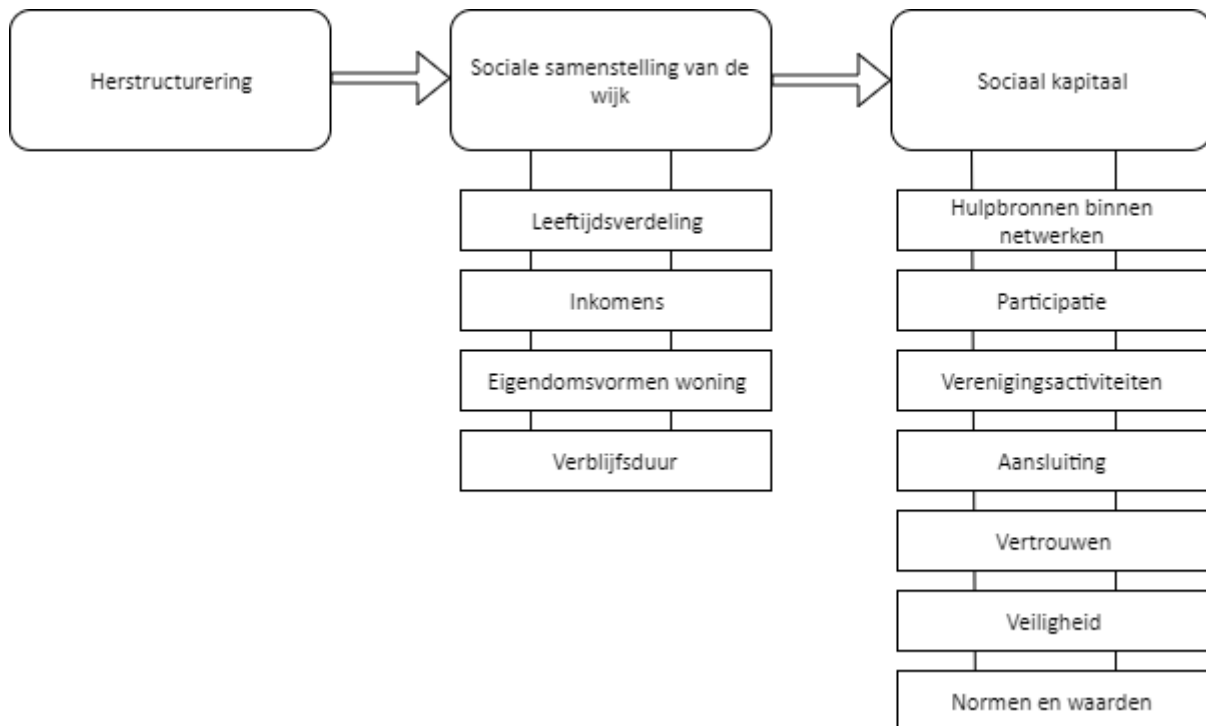 Herstructurering
Sociale samenstelling van de
wijk
Sociaal kapitaal
Leeftijdsverdeling
Inkomens
Eigendomsvormen woning
Verblijfsduur
Hulpbronnen binnen
netwerken
Participatie
Verenigingsactiviteiten
Aansluiting
Vertrouwen
Veiligheid
Normen en waarden